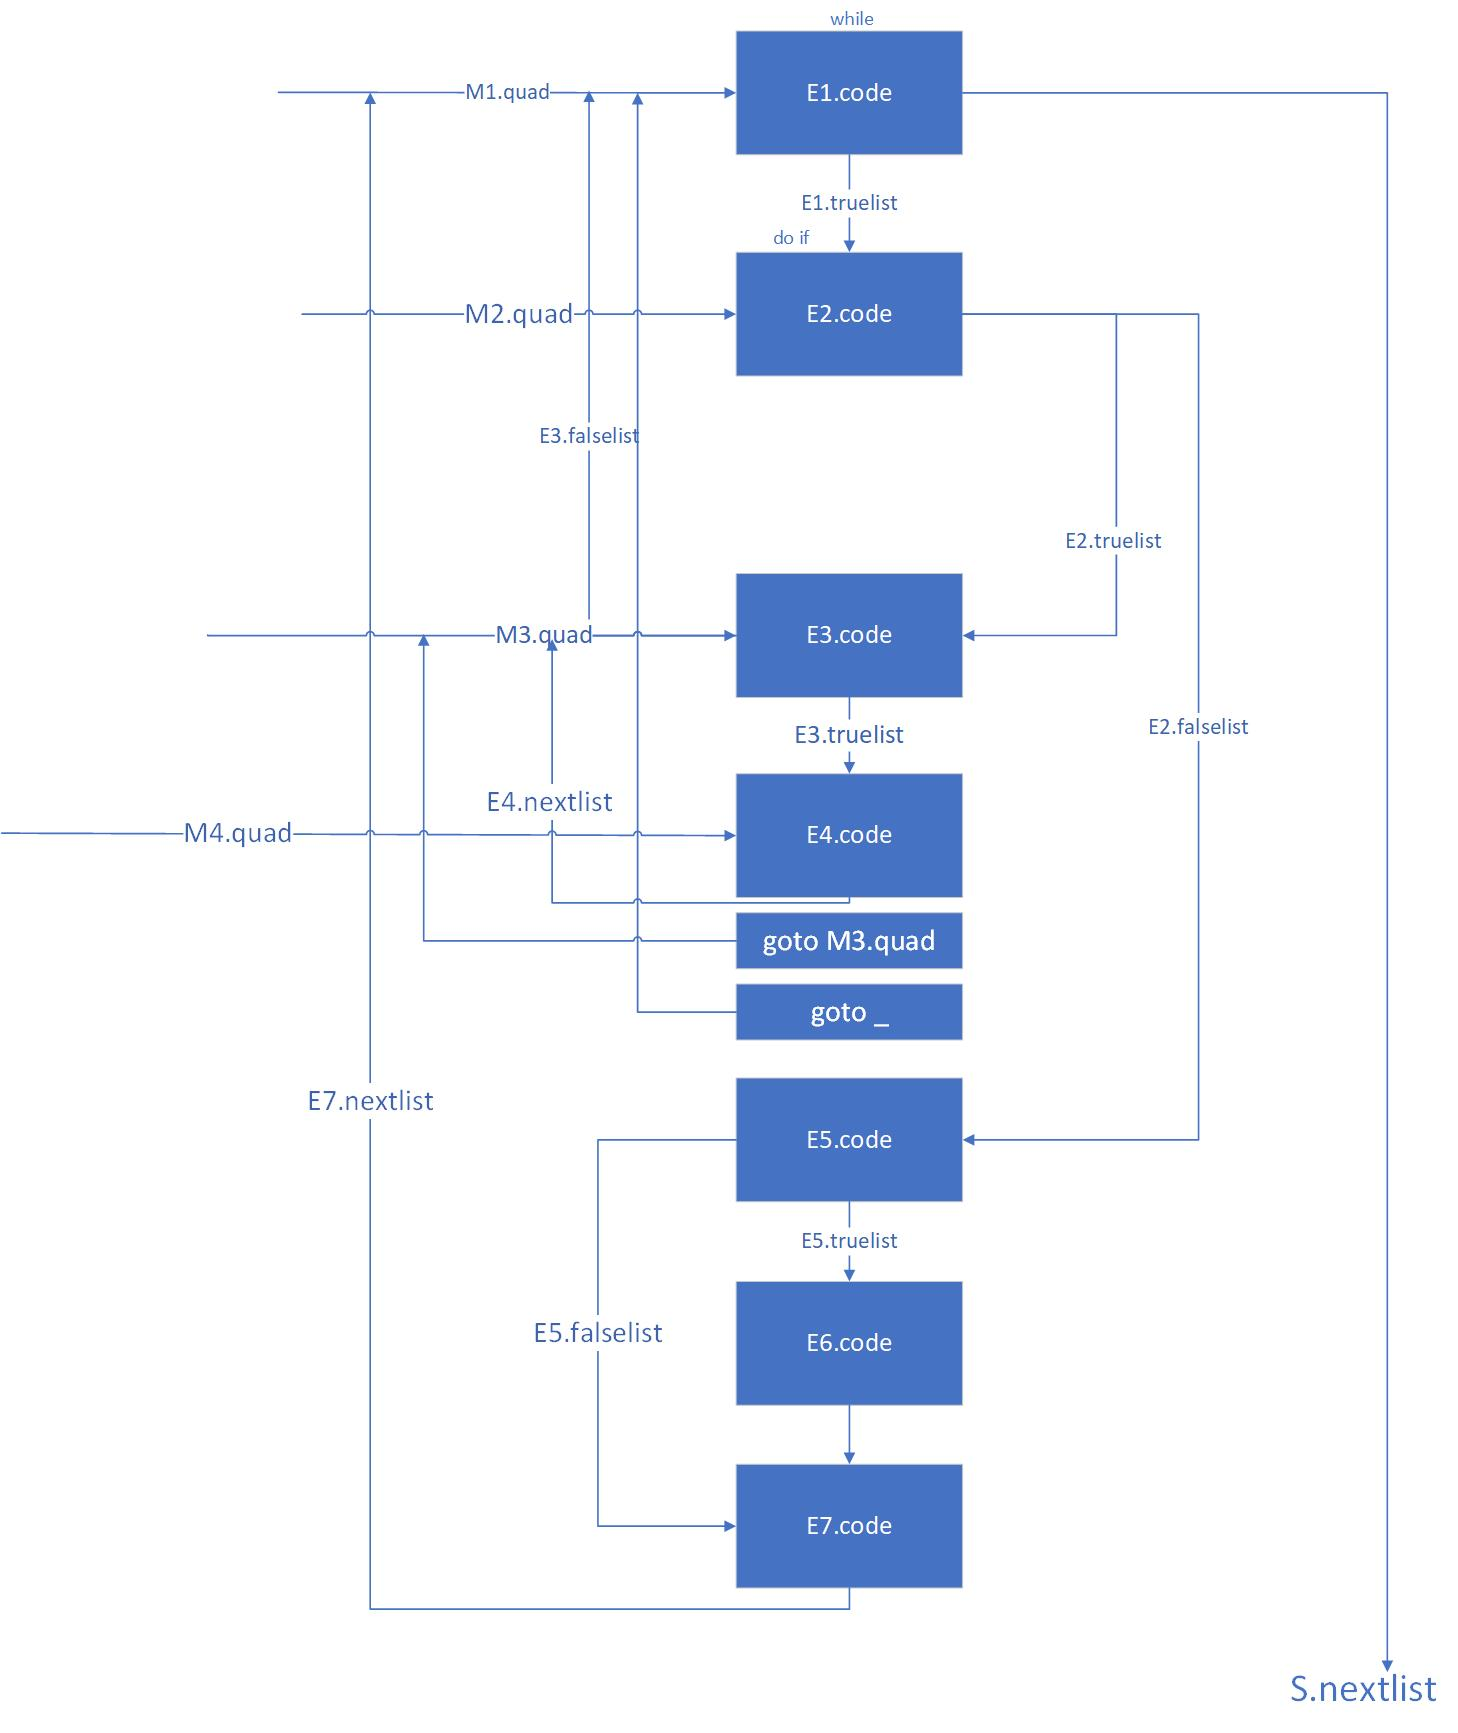 while
M1.quad
E1.code
E1.truelist
do if
M2.quad
E2.code
E3.falselist
E2.truelist
M3.quad
E3.code
E2.falselist
E3.truelist
E4.nextlist
M4.quad
E4.code
goto M3.quad
goto _
E7.nextlist
E5.code
E5.truelist
E5.falselist
E6.code
E7.code
S.nextlist